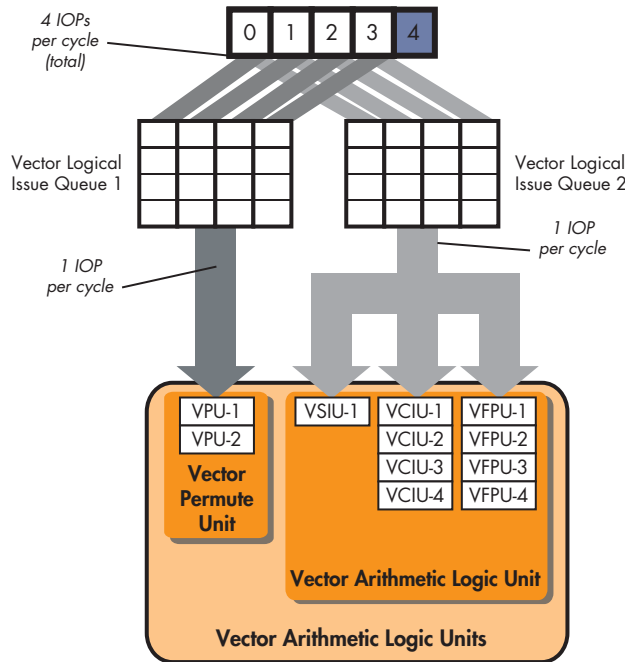 4 IOPs
per cycle
(total)
0 1 2 3 4
Vector Logical
Issue Queue 1
Vector Logical
Issue Queue 2
1 IOP
per cycle
1 IOP
per cycle
VPU-1
VPU-2
Vector
Permute
Unit
VSIU-1
VCIU-1
VCIU-2
VCIU-3
VCIU-4
VFPU-1
VFPU-2
VFPU-3
VFPU-4
Vector Arithmetic Logic Unit
Vector Arithmetic Logic Units